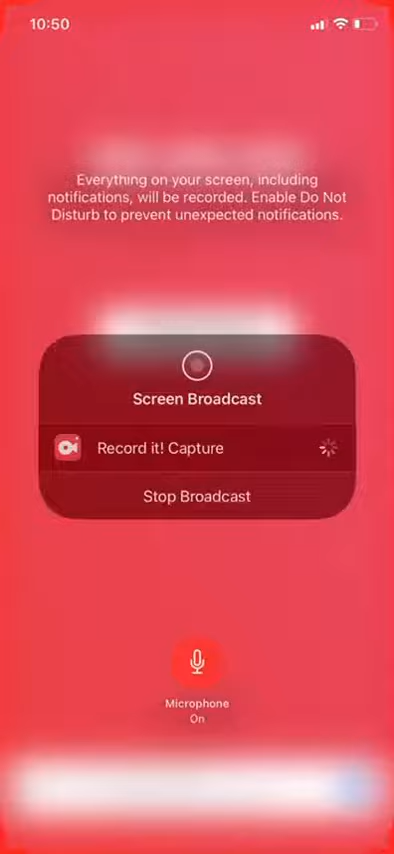 10:50
Everything on your screen, including
notifications, will be recorded. Enable Do Not
Disturb to prevent unexpected notifications.
Screen Broadcast
Record it! Capture
Stop Broadcast
Microphone
On